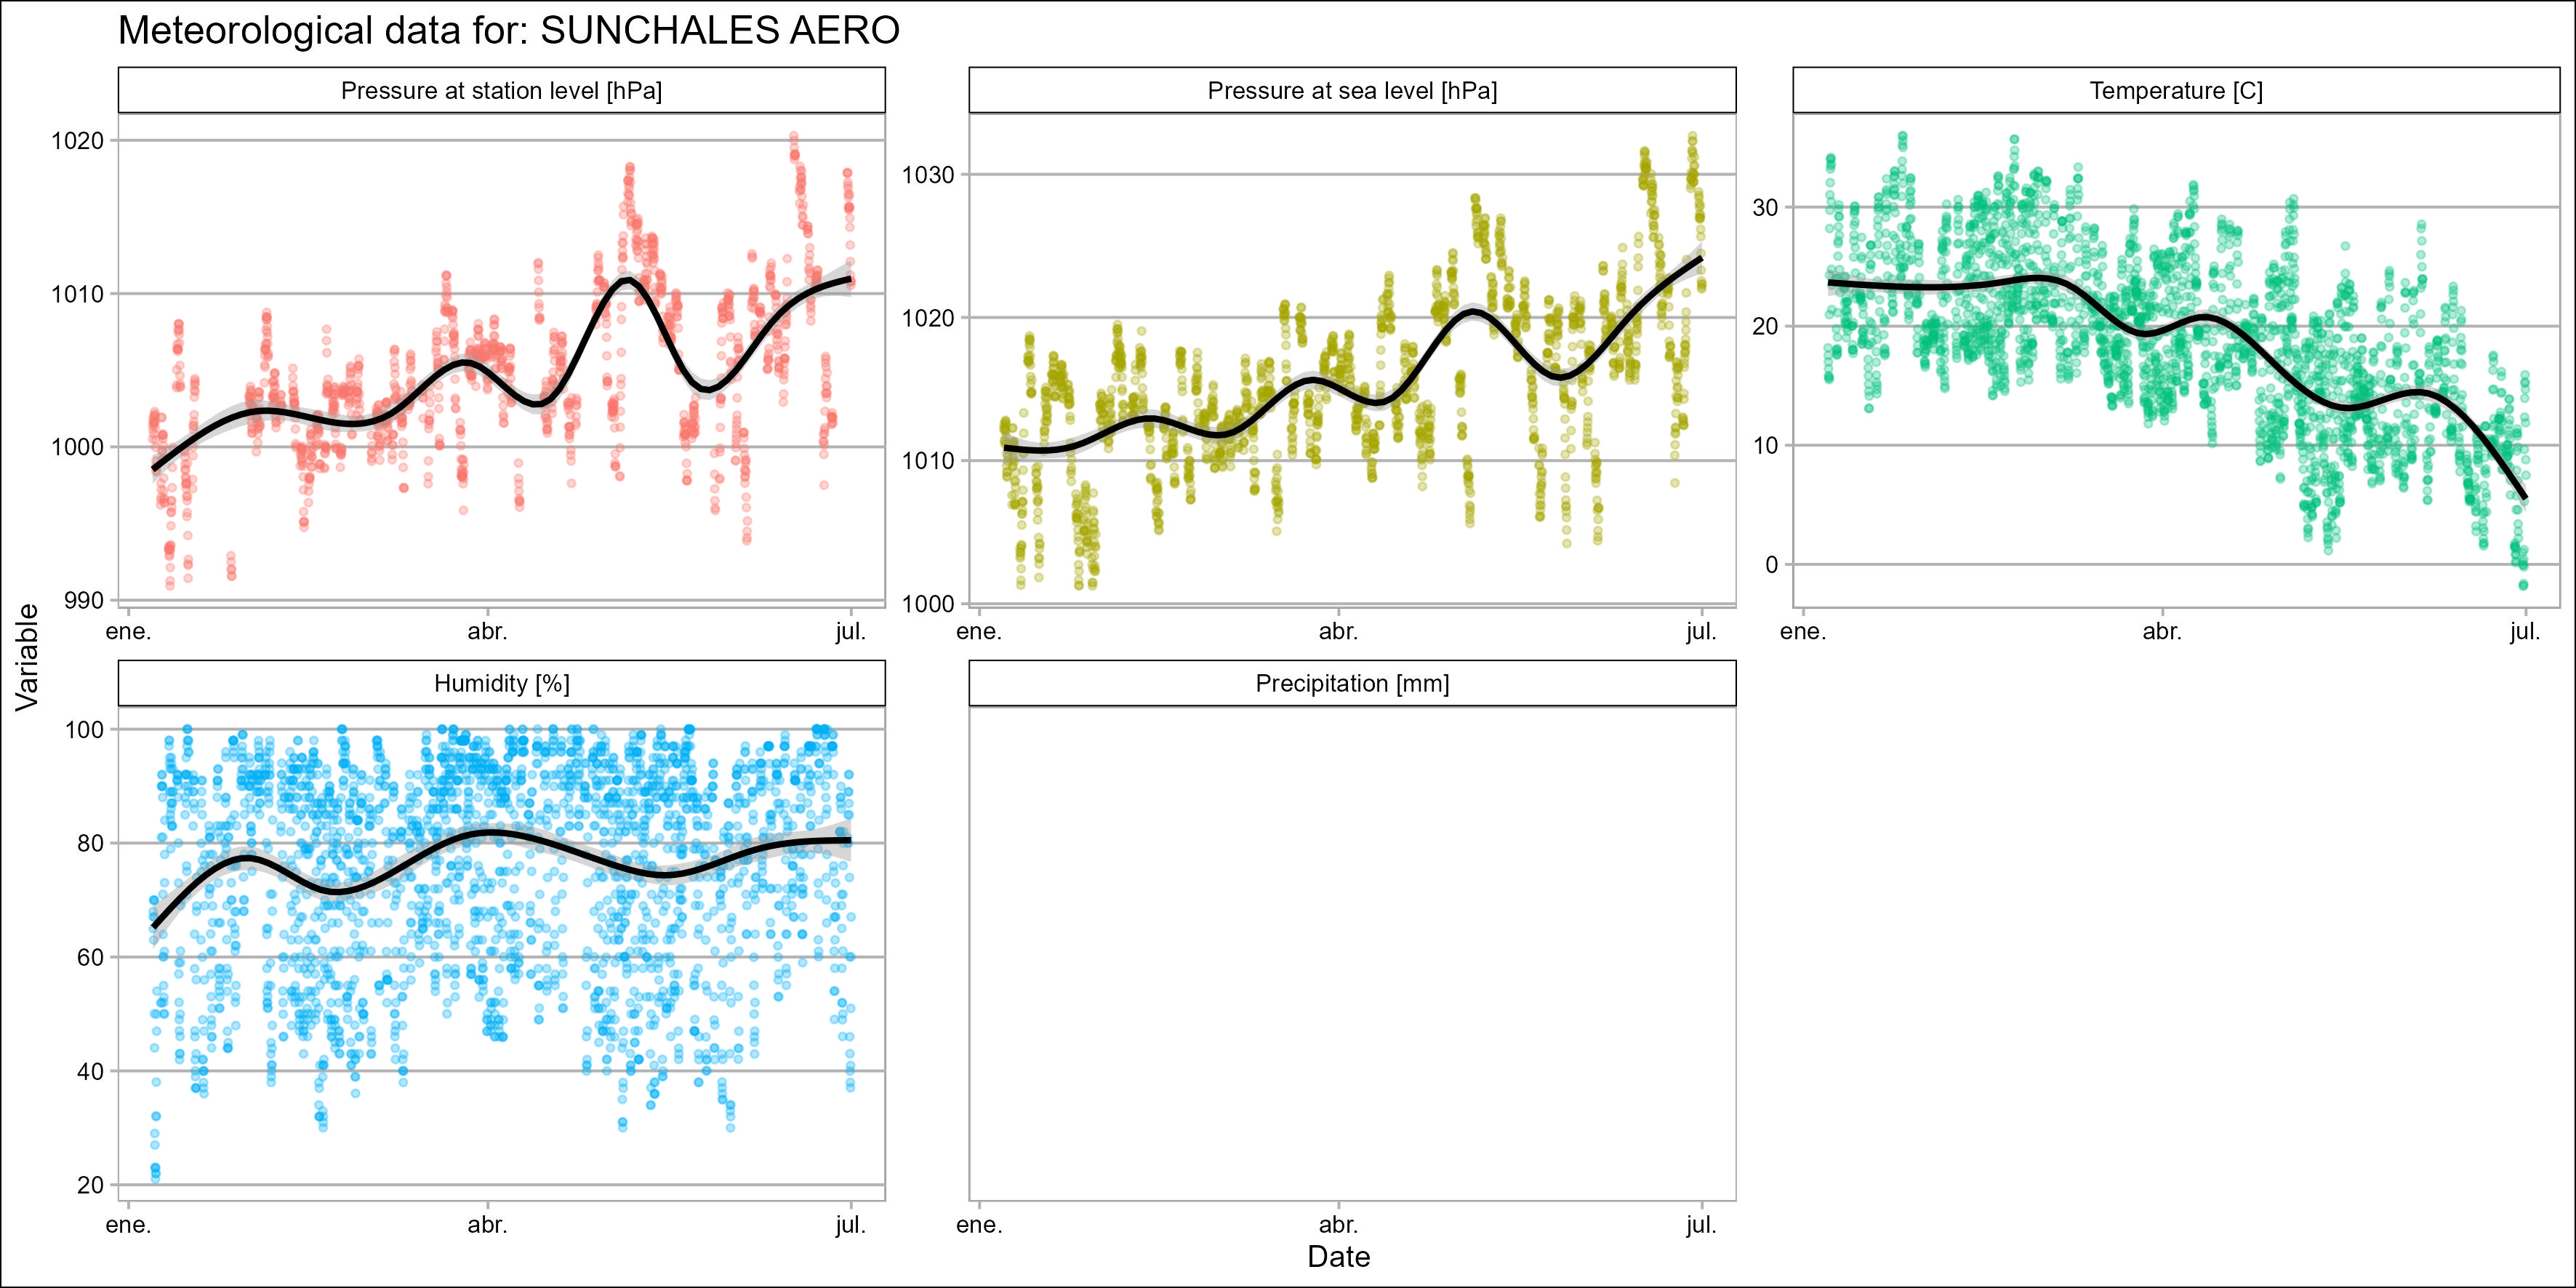 Meteorological data for: SUNCHALES AERO
Pressure at station level [hPa]
1020
1010
1000
990
ene. abr. jul.
Pressure at sea level [hPa]
1030
1020
1010
1000
ene. abr. jul.
Temperature [C]
30
20
10
0
ene. abr. jul.
Variable
Humidity [%]
100
80
60
40
20
ene. abr. jul.
Precipitation [mm]
ene. abr. jul.
Date